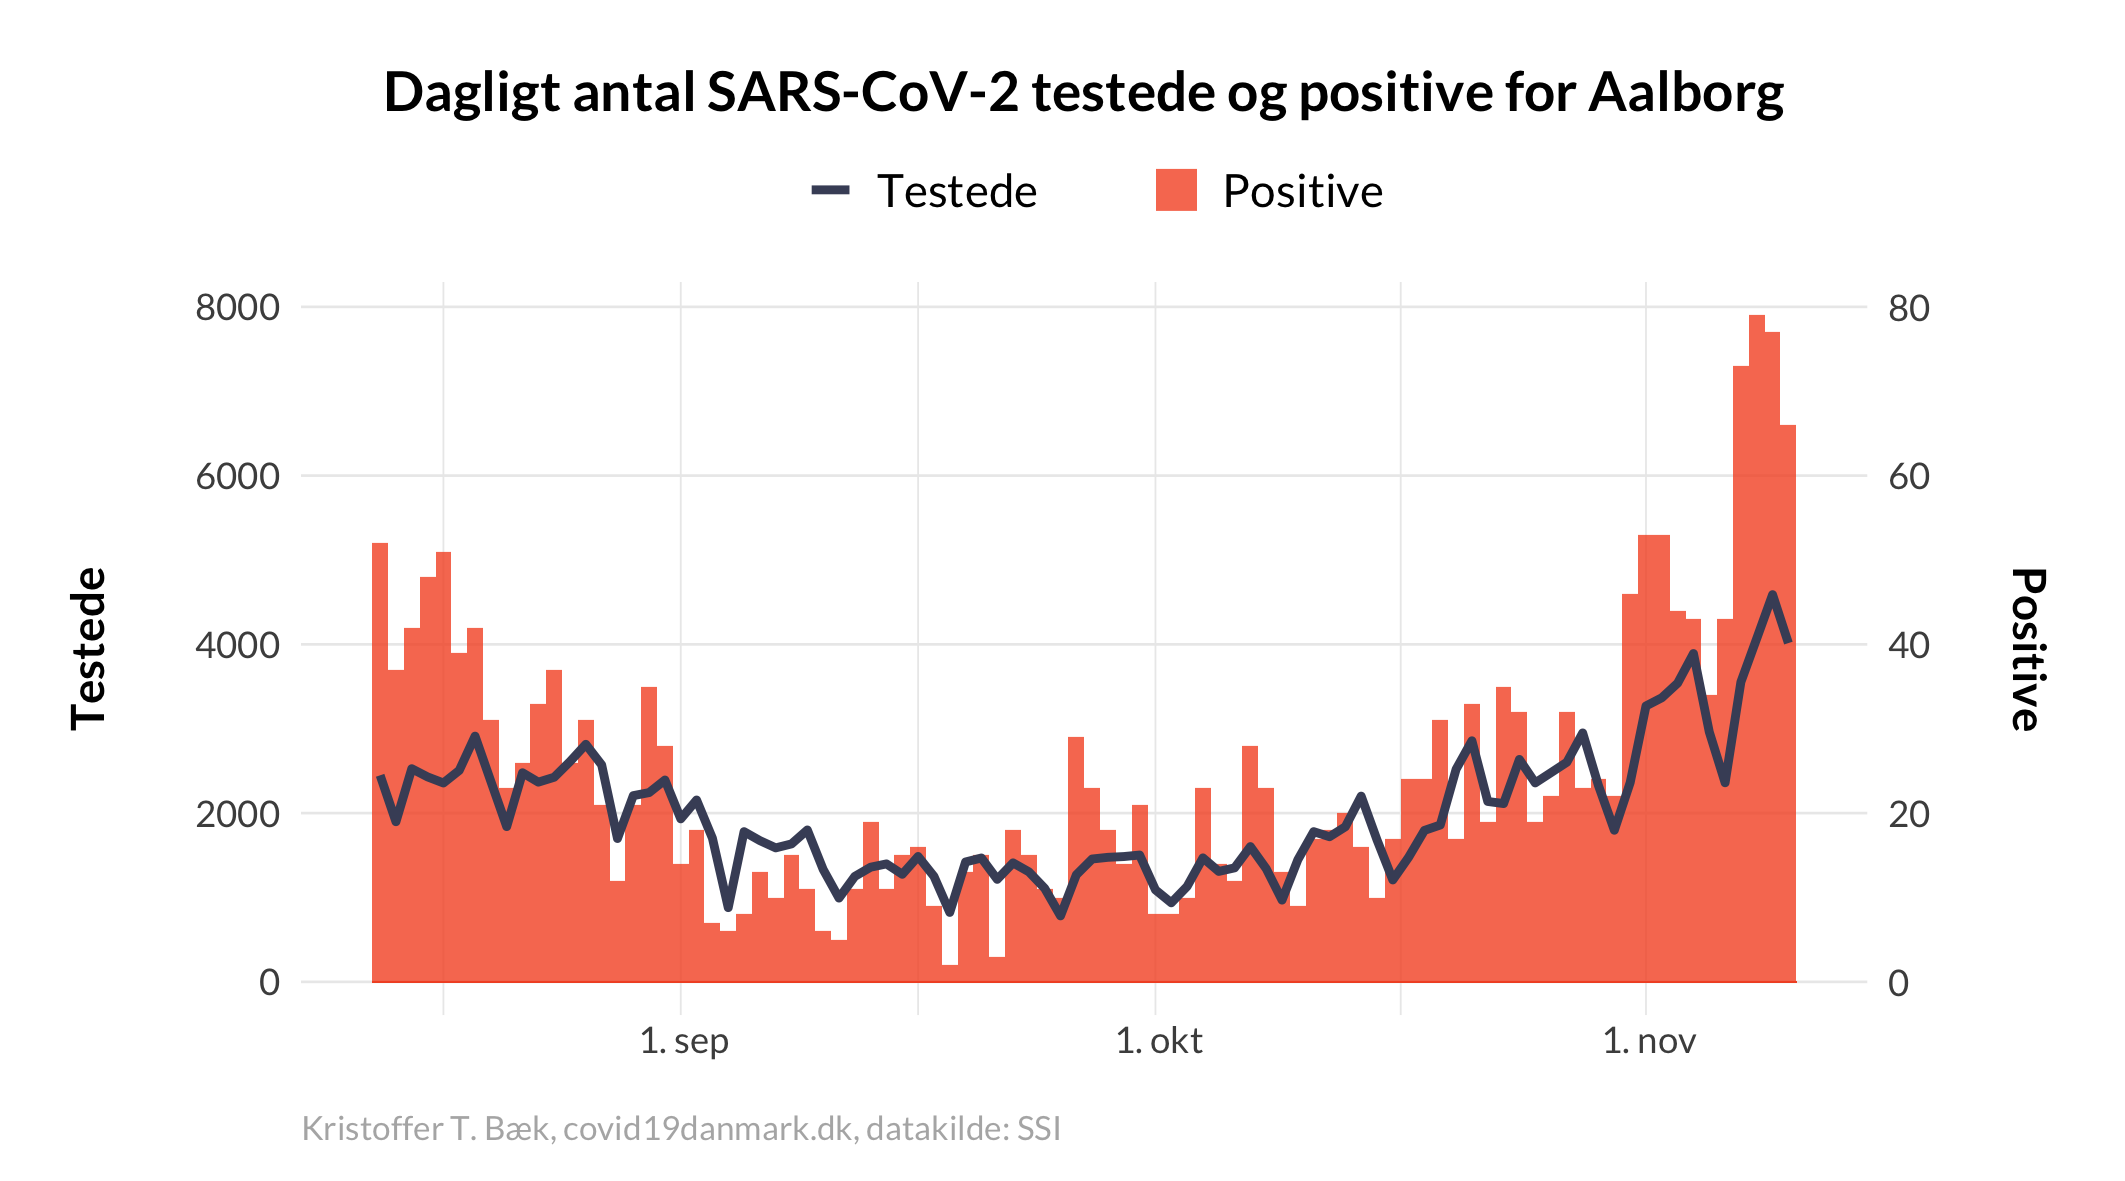 Dagligt antal SARS-CoV-2 testede og positive for Aalborg
Testede
Positive
8000
6000
4000
2000
0
80
60
40
20
0
Testede
Positive
1. sep
1. okt
1. nov
Kristoffer T. Bæk, covid19danmark.dk, datakilde: SSI